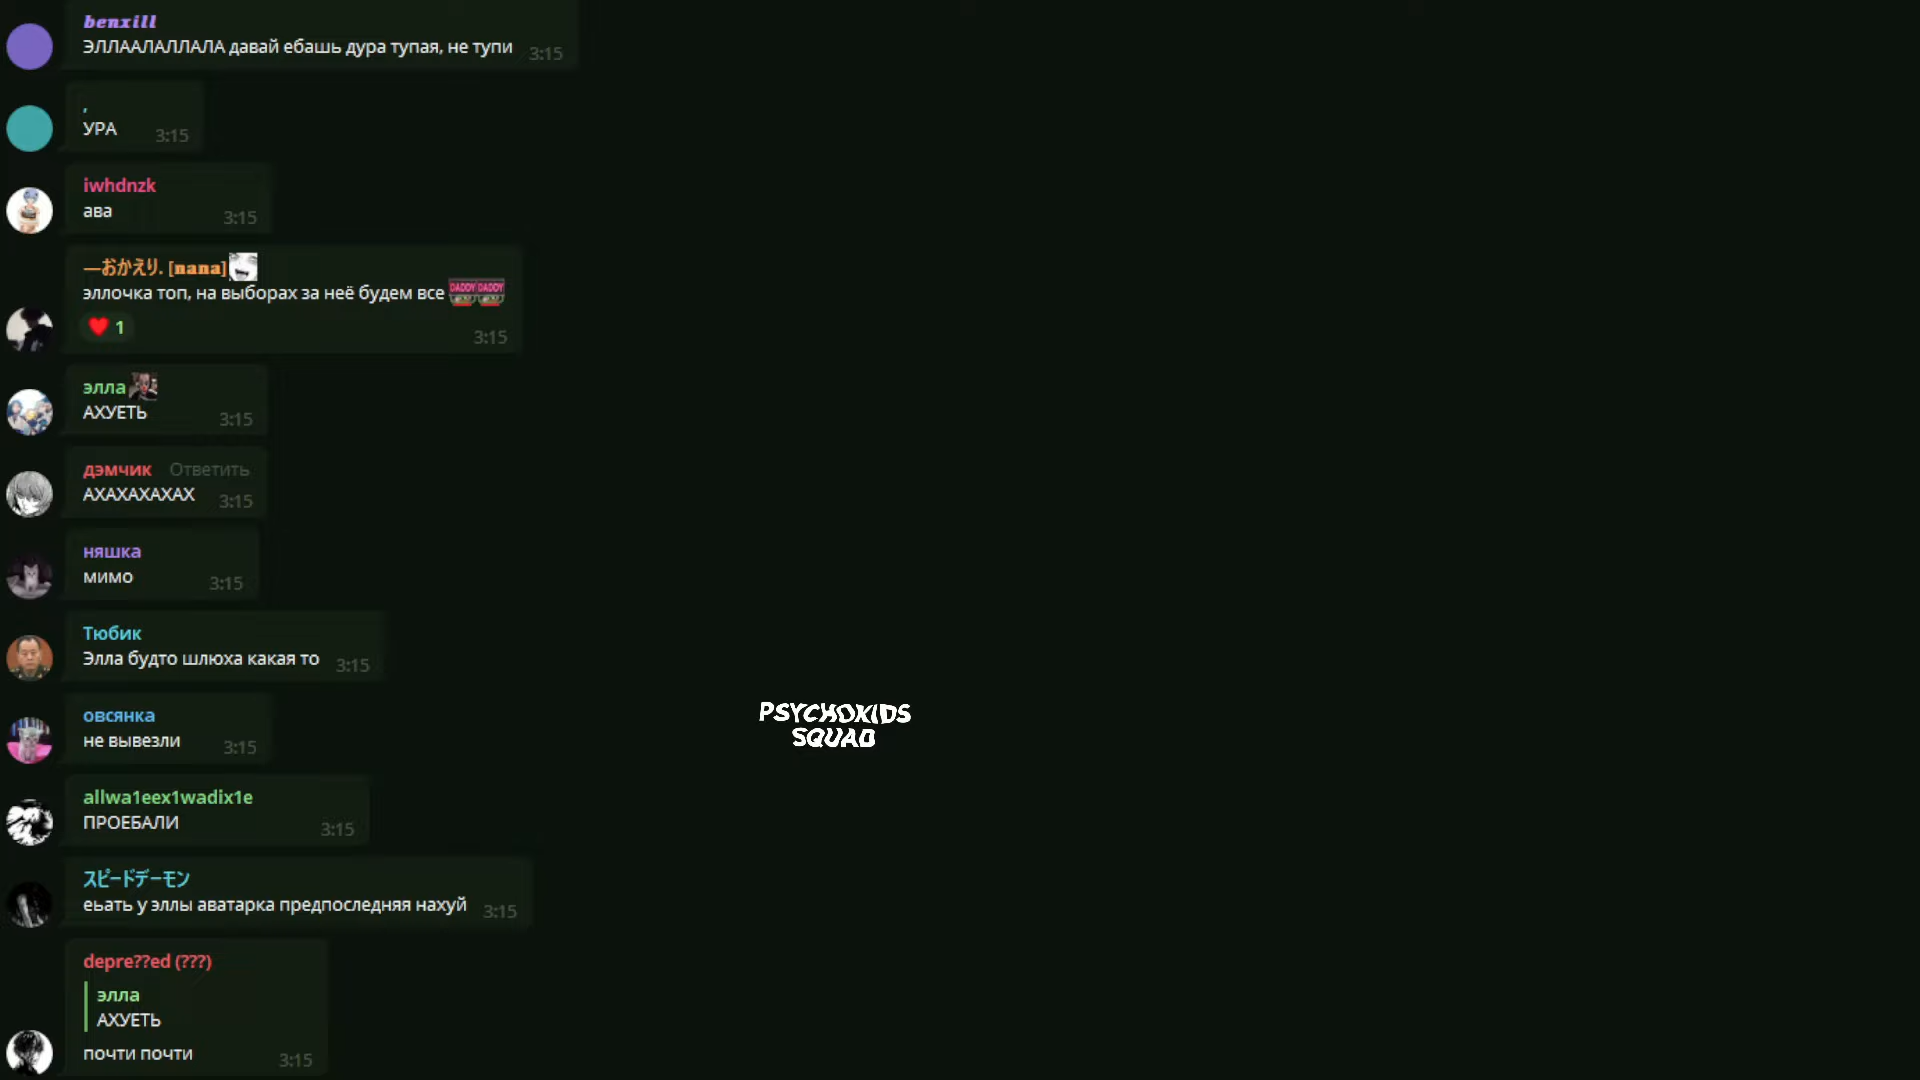 benxill
ЭЛЛААЛАЛЛАЛА давай ебашь дура тупая, не тупи 3:15
,
УРА 3:15
iwhdnzk
ава 3:15
—おかえり. [nana]
эллочка топ, на выборах за неё будем все DADDY DADDY
1
3:15
элла
АХУЕТЬ 3:15
дэмчик Ответить
АХАХАХАХАХ 3:15
няшка
мимо 3:15
Тюбик
Элла будто шлюха какая то 3:15
овсянка
не вывезли 3:15
PSYCHOKIDS
SQUAD
allwa1eex1wadix1e
ПРОЕБАЛИ 3:15
スピードデーモン
еьать у эллы аватарка предпоследняя нахуй 3:15
depre??ed (???)
элла
АХУЕТЬ
почти почти 3:15